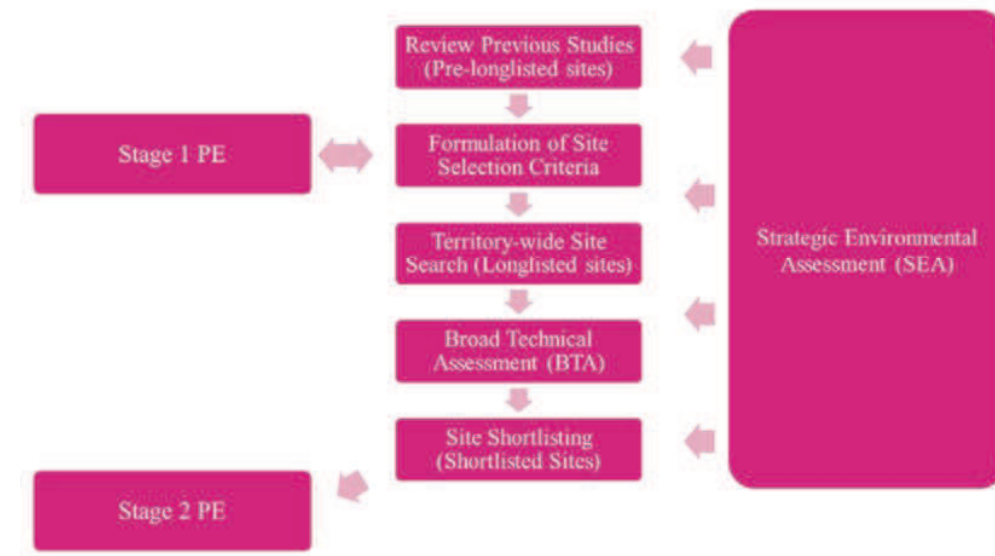 Review Previous Studies
(Pre-longlisted sites)
Stage 1 PE
Formulation of Site
Selection Criteria
Territory-wide Site
Search (Longlisted sites)
Strategic Environmental
Assessment (SEA)
Broad Technical
Assessment (BTA)
Site Shortlisting
(Shortlisted Sites)
Stage 2 PE